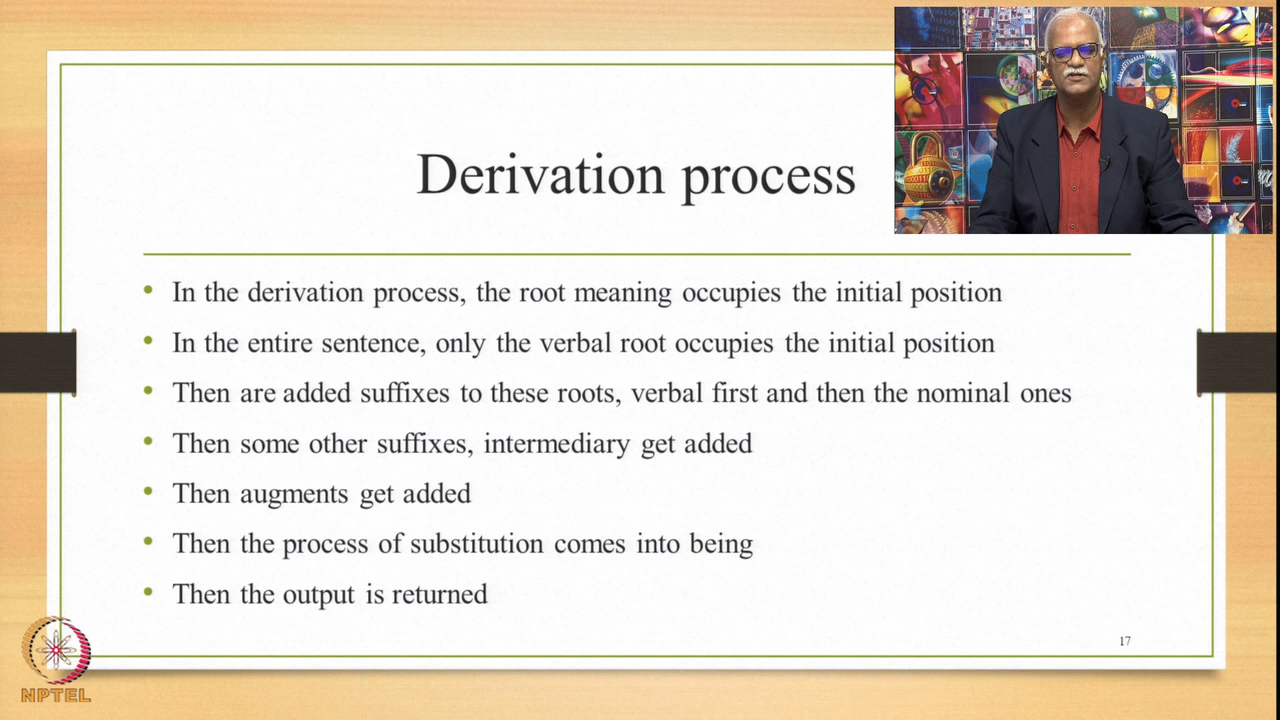 Derivation process
• In the derivation process, the root meaning occupies the initial position
• In the entire sentence, only the verbal root occupies the initial position
• Then are added suffixes to these roots, verbal first and then the nominal ones
• Then some other suffixes, intermediary get added
• Then augments get added
• Then the process of substitution comes into being
• Then the output is returned
17
NPTEL